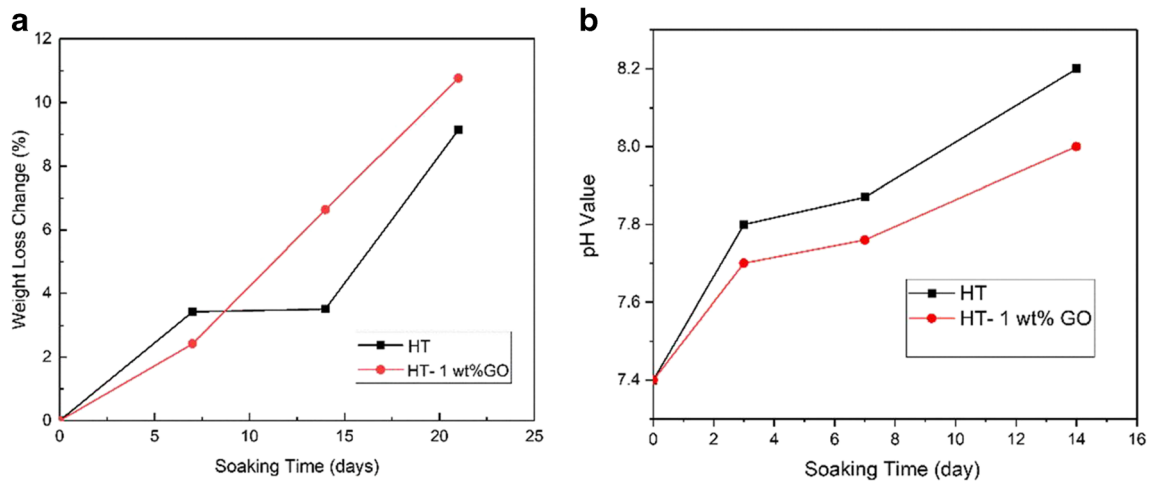 a
12
10
8
6
4
2
0
Weight Loss Change (%)
HT
HT- 1 wt%GO
0 5 10 15 20 25
Soaking Time (days)
b
8.2
8.0
7.8
7.6
7.4
pH Value
HT
HT- 1 wt% GO
0 2 4 6 8 10 12 14 16
Soaking Time (day)